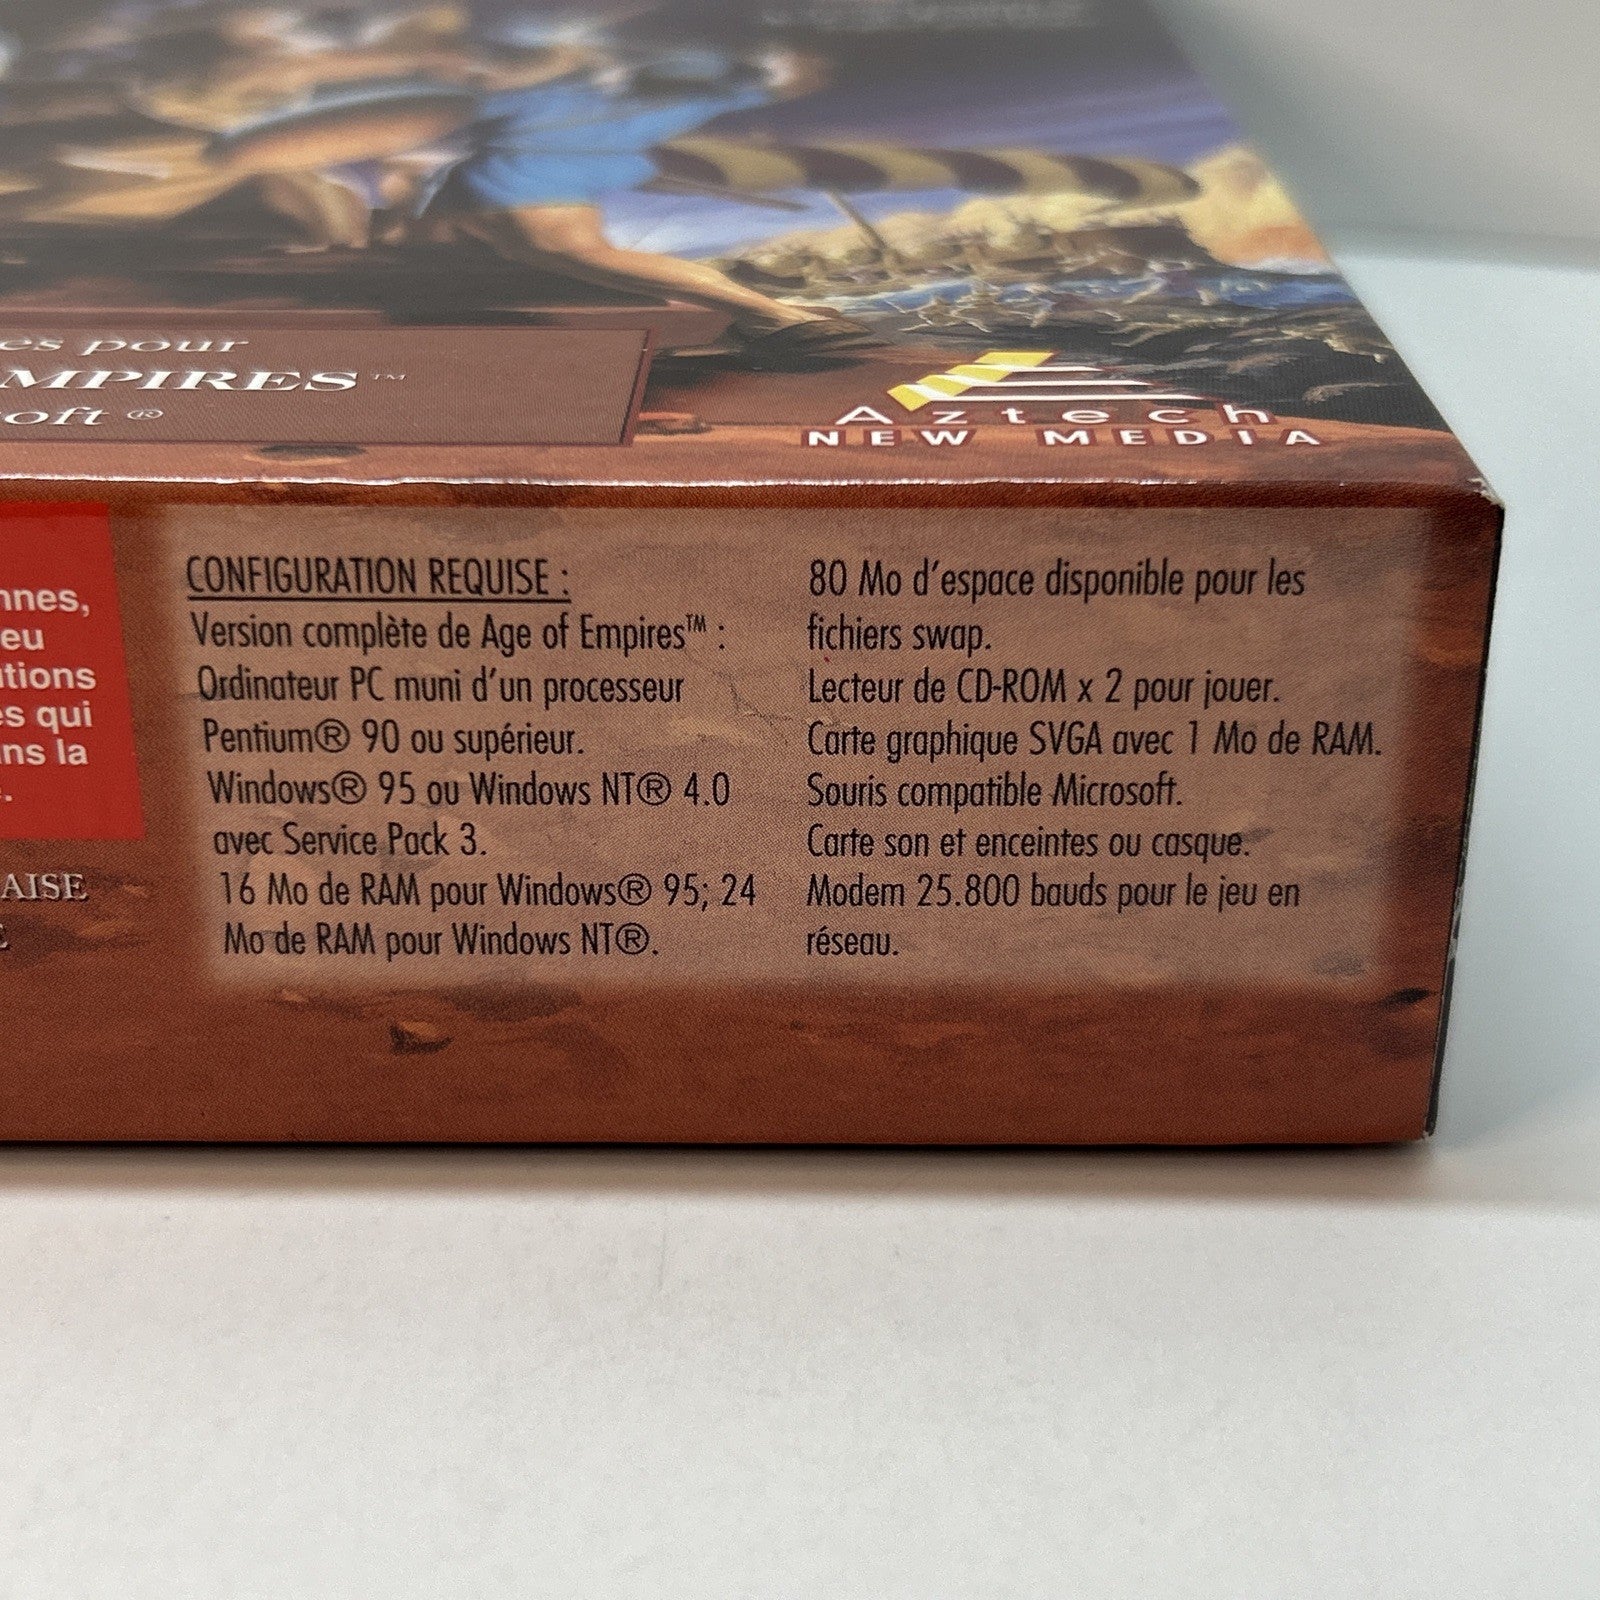 es pour
MPIRES™
oft ®
Aztech
NEW MEDIA
nnes,
eu
utions
es qui
ns la
AISE
CONFIGURATION REQUISE :
Version complète de Age of Empires™ :
Ordinateur PC muni d'un processeur
Pentium® 90 ou supérieur.
Windows® 95 ou Windows NT® 4.0
avec Service Pack 3.
16 Mo de RAM pour Windows® 95; 24
Mo de RAM pour Windows NT®.
80 Mo d'espace disponible pour les
fichiers swap.
Lecteur de CD-ROM x 2 pour jouer.
Carte graphique SVGA avec 1 Mo de RAM.
Souris compatible Microsoft.
Carte son et enceintes ou casque.
Modem 25.800 bauds pour le jeu en
réseau.